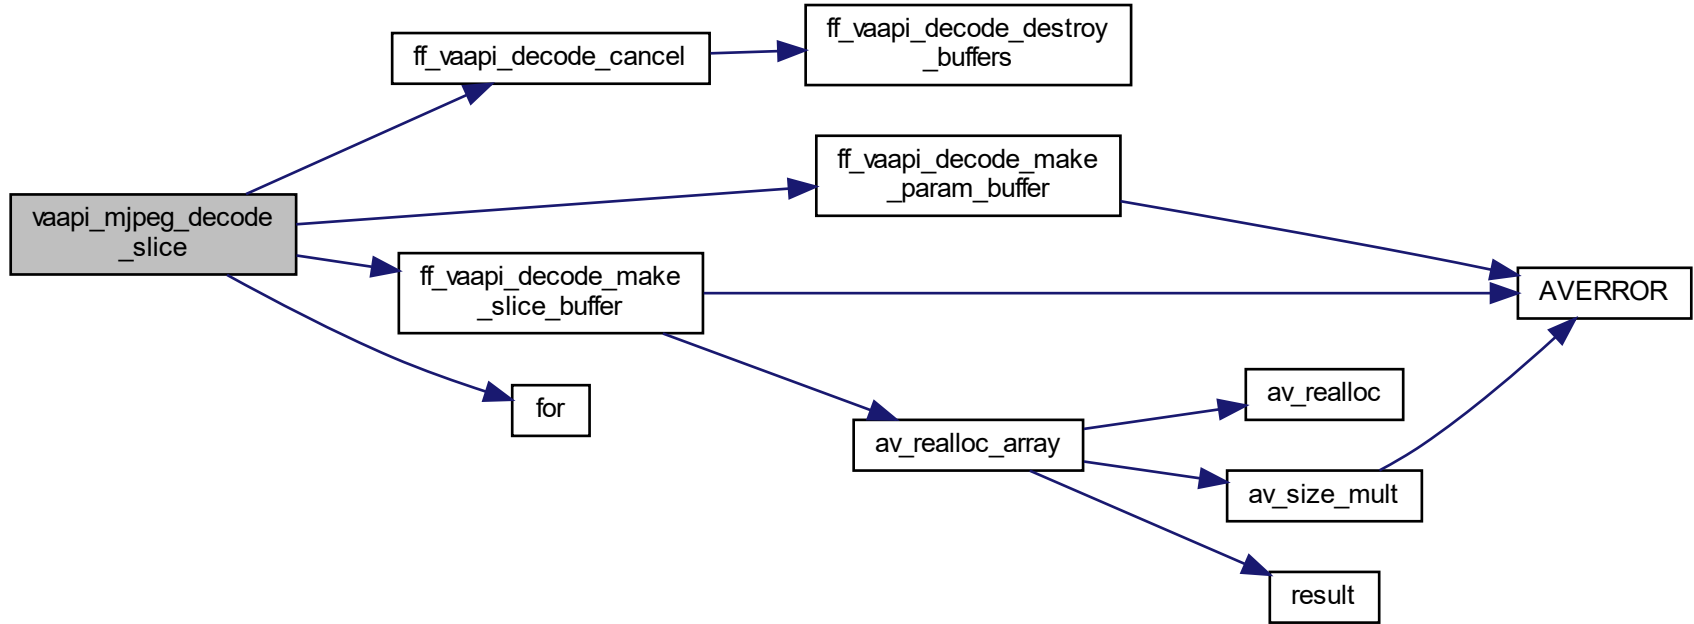 vaapi_mjpeg_decode
_slice
ff_vaapi_decode_cancel
ff_vaapi_decode_destroy
_buffers
ff_vaapi_decode_make
_param_buffer
ff_vaapi_decode_make
_slice_buffer
for
AVERROR
av_realloc_array
av_realloc
av_size_mult
result